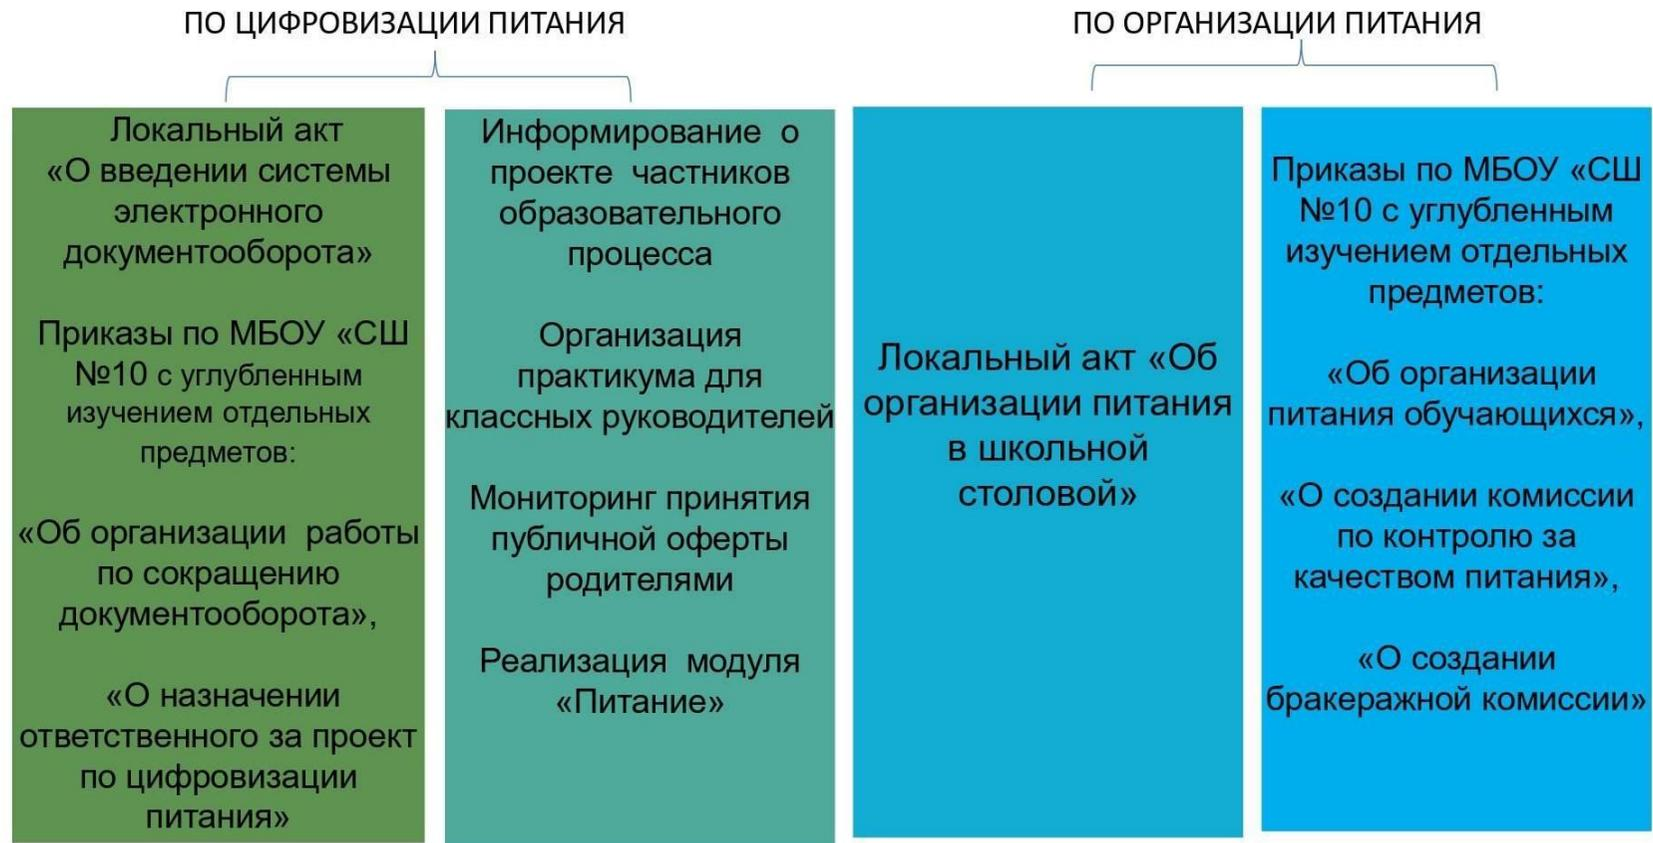 ПО ЦИФРОВИЗАЦИИ ПИТАНИЯ
Локальный акт
«О введении системы
электронного
документооборота»
Приказы по МБОУ «СШ
№10 с углубленным
изучением отдельных
предметов:
«Об организации работы
по сокращению
документооборота»,
«О назначении
ответственного за проект
по цифровизации
питания»
Информирование о
проекте частников
образовательного
процесса
Организация
практикума для
классных руководителей
Мониторинг принятия
публичной оферты
родителями
Реализация модуля
«Питание»
ПО ОРГАНИЗАЦИИ ПИТАНИЯ
Локальный акт «Об
организации питания
в школьной
столовой»
Приказы по МБОУ «СШ
№10 с углубленным
изучением отдельных
предметов:
«Об организации
питания обучающихся»,
«О создании комиссии
по контролю за
качеством питания»,
«О создании
бракеражной комиссии»